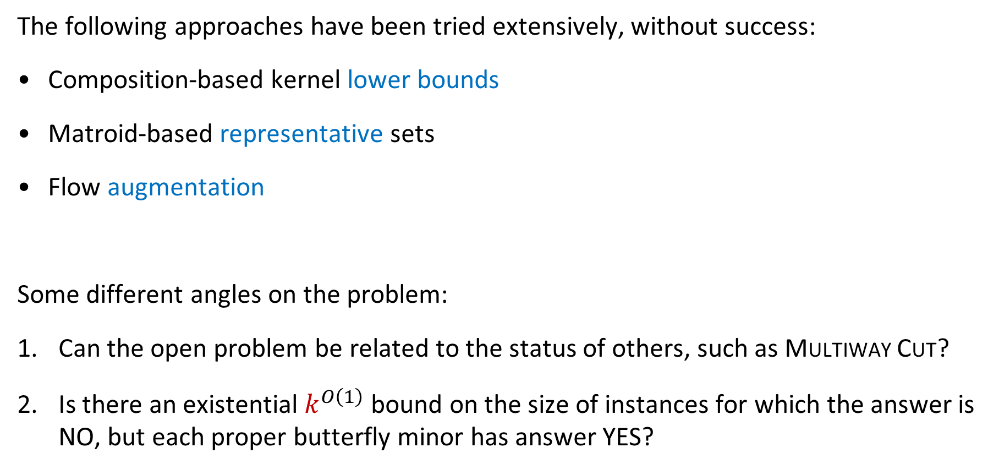 The following approaches have been tried extensively, without success:
• Composition-based kernel lower bounds
• Matroid-based representative sets
• Flow augmentation
Some different angles on the problem:
1. Can the open problem be related to the status of others, such as MULTIWAY CUT?
2. Is there an existential k^{O(1)} bound on the size of instances for which the answer is
NO, but each proper butterfly minor has answer YES?